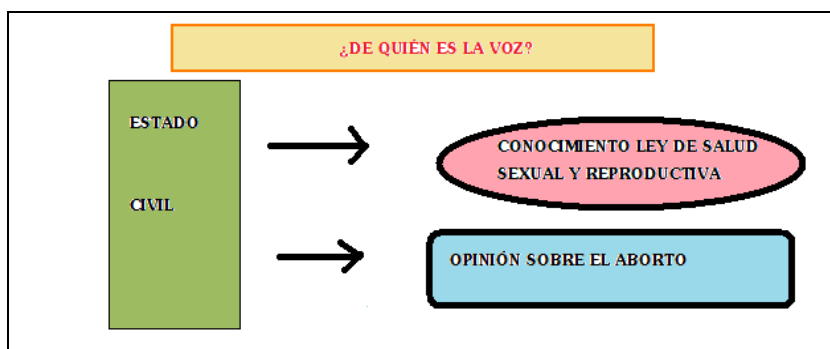 ¿DE QUIÉN ES LA VOZ?
ESTADO
CIVIL
CONOCIMIENTO LEY DE SALUD
SEXUAL Y REPRODUCTIVA
OPINIÓN SOBRE EL ABORTO